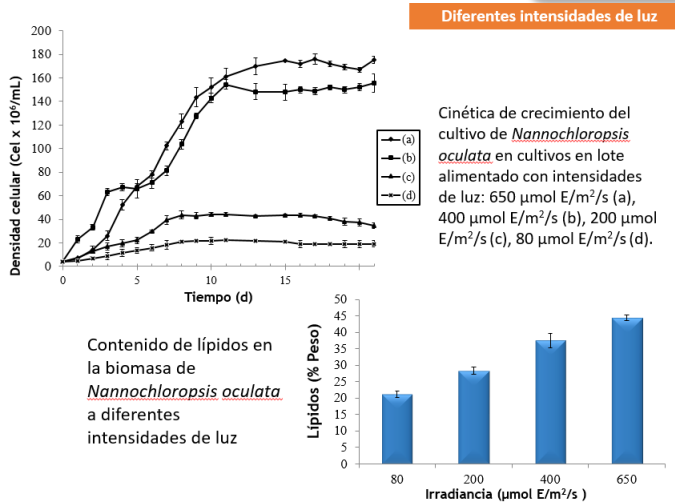 Diferentes intensidades de luz
Densidad celular (Cel x 10⁶/mL)
200
180
160
140
120
100
80
60
40
20
0
0
5
10
15
Tiempo (d)
(a)
(b)
(c)
(d)
Cinética de crecimiento del
cultivo de Nannochloropsis
oculata en cultivos en lote
alimentado con intensidades
de luz: 650 µmol E/m²/s (a),
400 µmol E/m²/s (b), 200 µmol
E/m²/s (c), 80 µmol E/m²/s (d).
Contenido de lípidos en
la biomasa de
Nannochloropsis oculata
a diferentes
intensidades de luz
Lípidos (% Peso)
50
45
40
35
30
25
20
15
10
5
0
80
200
400
650
Irradiancia (µmol E/m²/s )